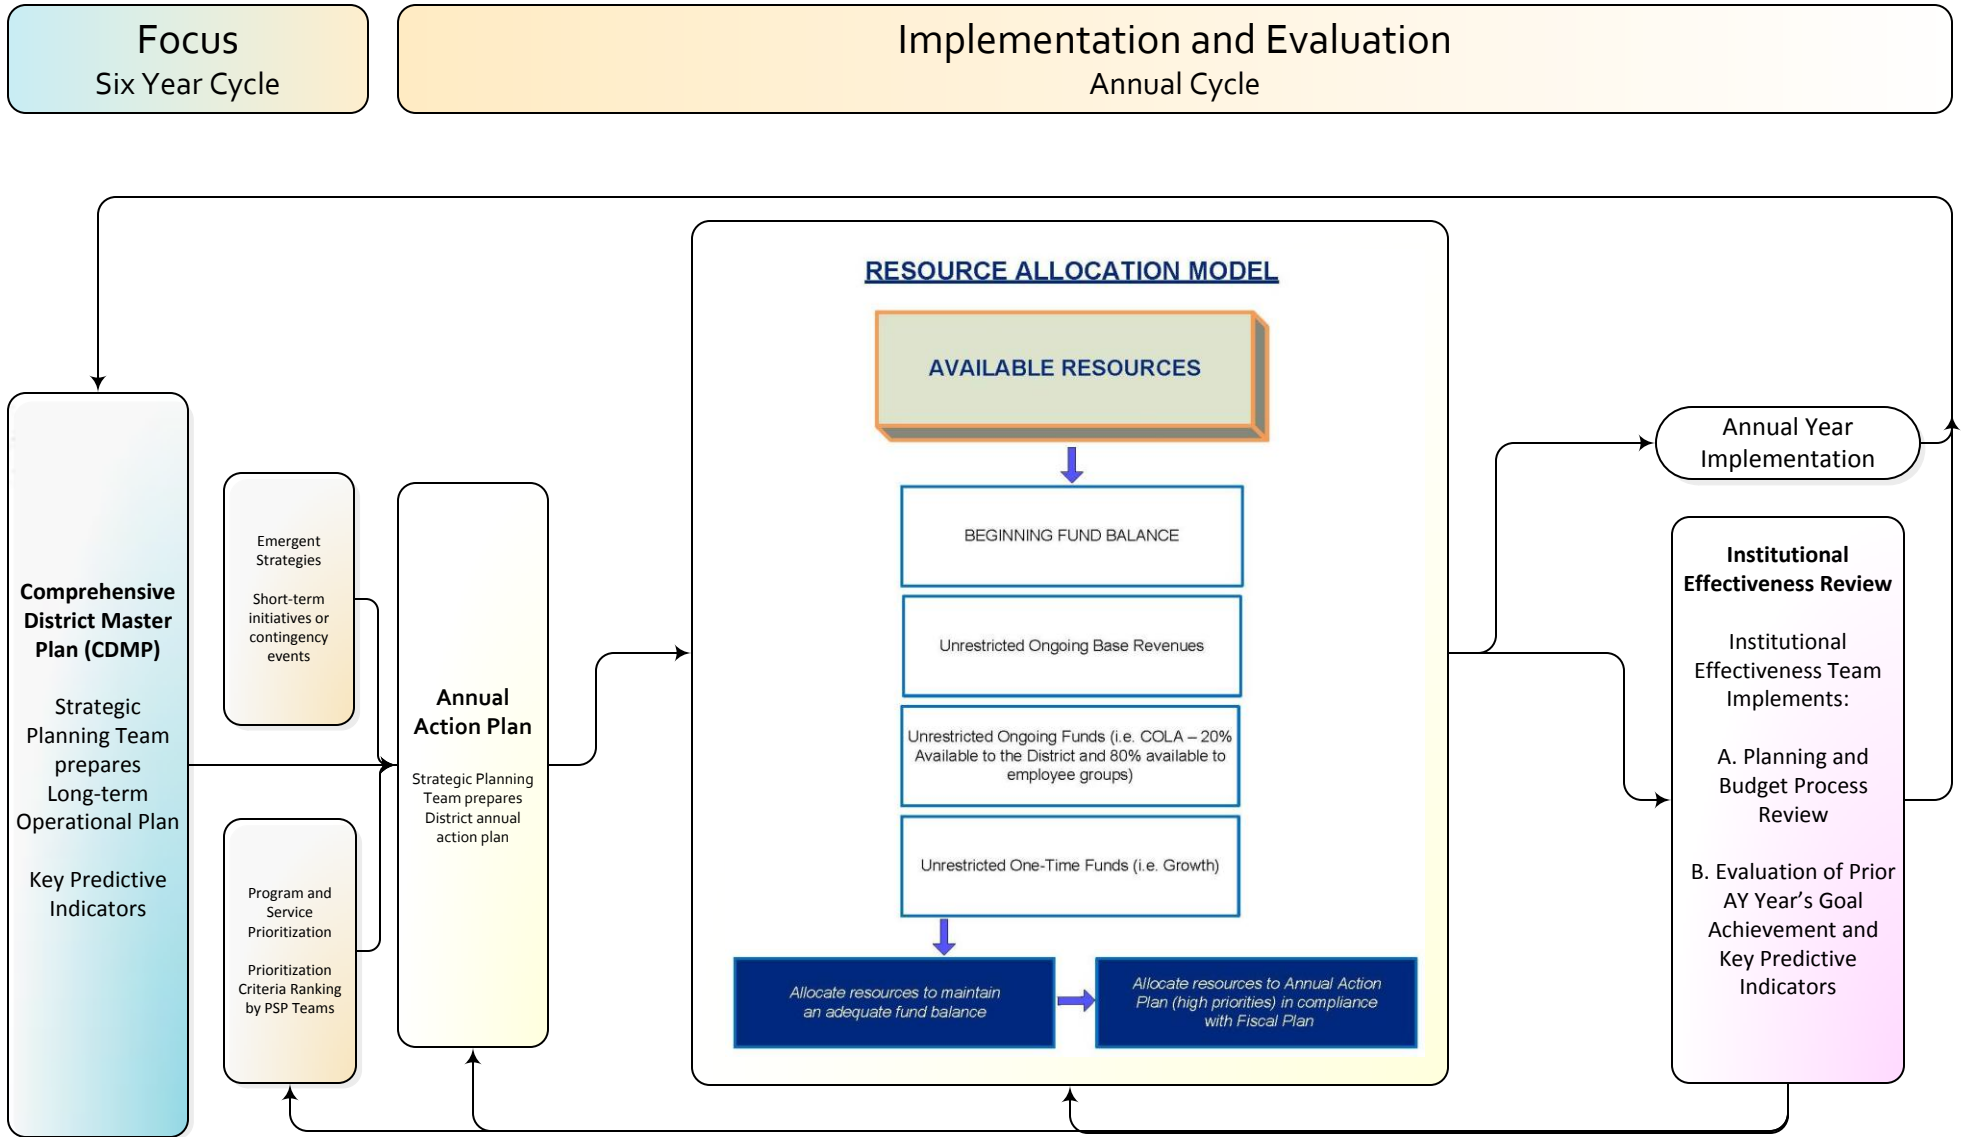 Focus
Six Year Cycle
Implementation and Evaluation
Annual Cycle
Comprehensive
District Master
Plan (CDMP)
Strategic
Planning Team
prepares
Long-term
Operational Plan
Key Predictive
Indicators
Emergent
Strategies
Short-term
initiatives or
contingency
events
Program and
Service
Prioritization
Prioritization
Criteria Ranking
by PSP Teams
Annual
Action Plan
Strategic Planning
Team prepares
District annual
action plan
RESOURCE ALLOCATION MODEL
AVAILABLE RESOURCES
BEGINNING FUND BALANCE
Unrestricted Ongoing Base Revenues
Unrestricted Ongoing Funds (i.e. COLA – 20%
Available to the District and 80% available to
employee groups)
Unrestricted One-Time Funds (i.e. Growth)
Allocate resources to maintain
an adequate fund balance
Allocate resources to Annual Action
Plan (high priorities) in compliance
with Fiscal Plan
Annual Year
Implementation
Institutional
Effectiveness Review
Institutional
Effectiveness Team
Implements:
A. Planning and
Budget Process
Review
B. Evaluation of Prior
AY Year’s Goal
Achievement and
Key Predictive
Indicators